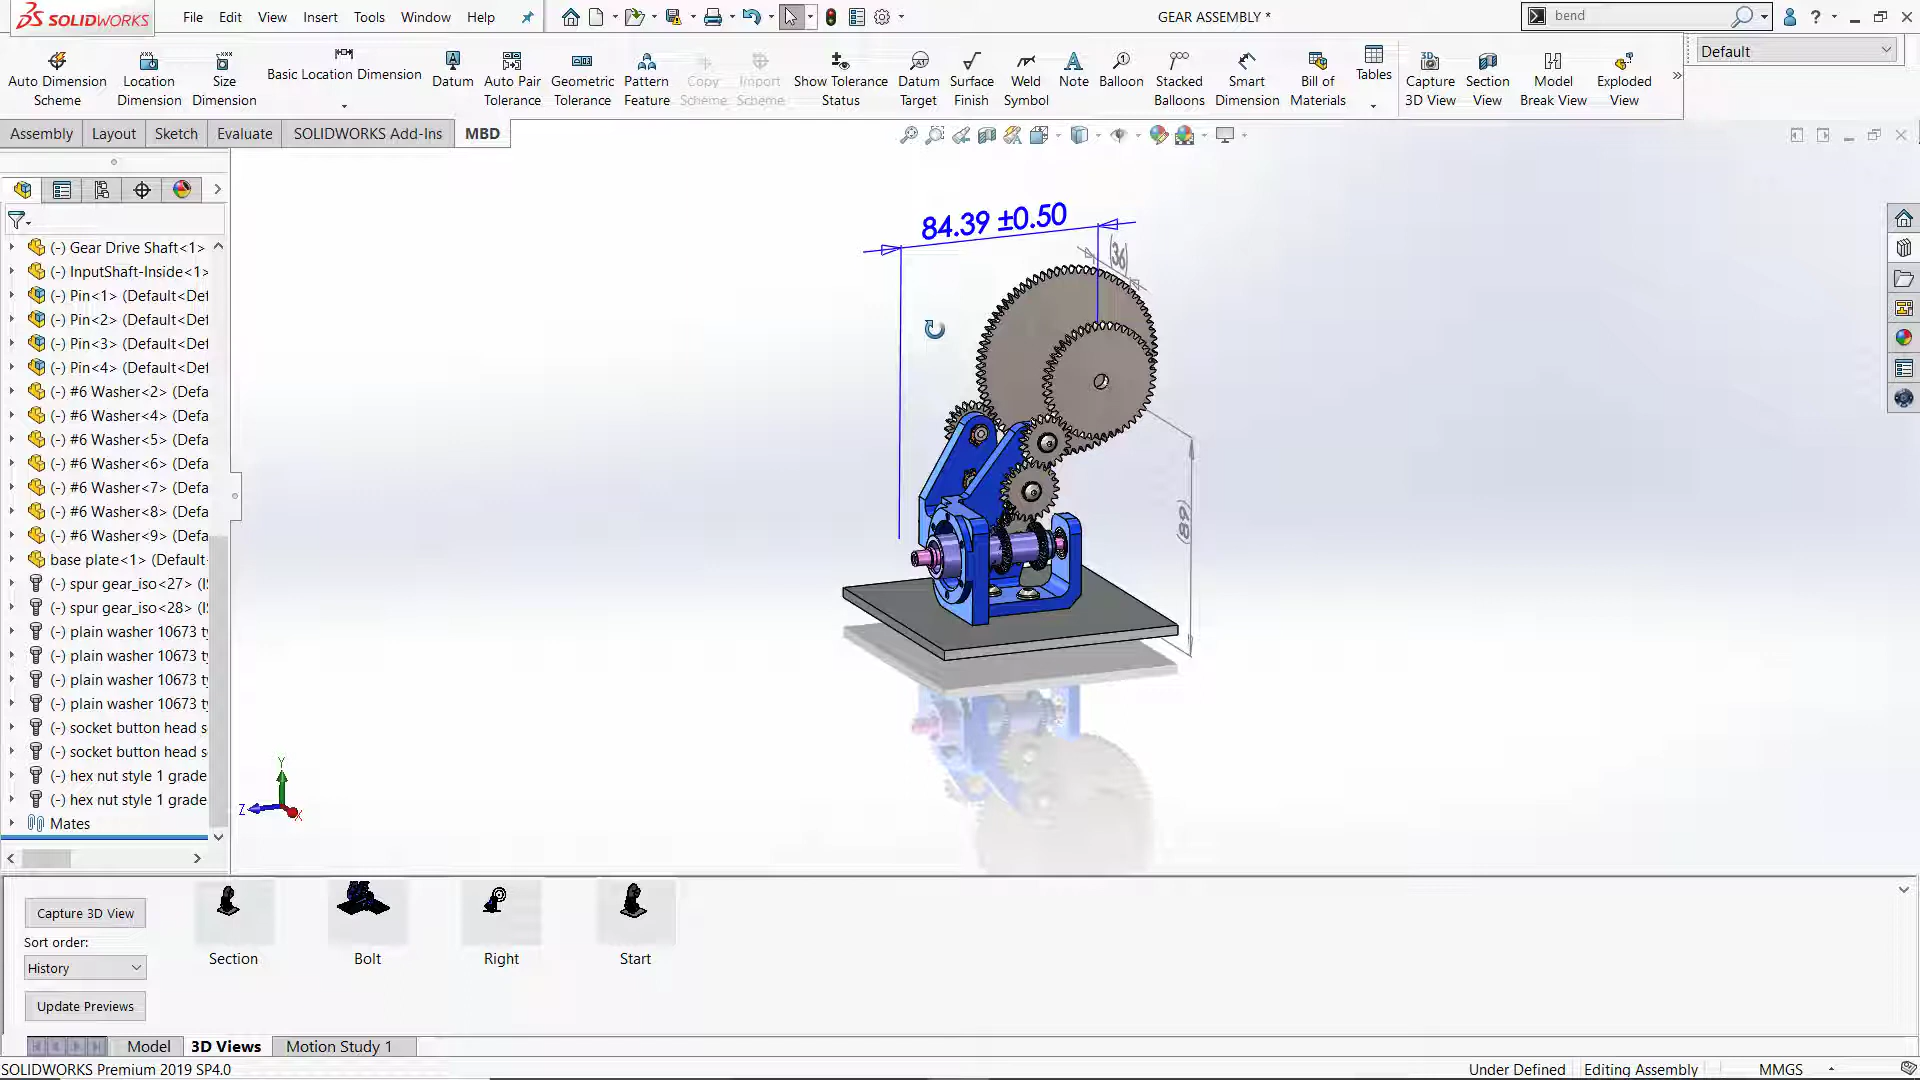 SOLIDWORKS
File Edit View Insert Tools Window Help
GEAR ASSEMBLY *
bend
Auto Dimension Scheme
Location Dimension
Size Dimension
Basic Location Dimension
Datum
Auto Pair Tolerance
Geometric Tolerance
Pattern Feature
Copy Scheme
Import Scheme
Show Tolerance Status
Datum Target
Surface Finish
Weld Symbol
Note
Balloon
Stacked Balloons
Smart Dimension
Bill of Materials
Tables
Capture 3D View
Section View
Model Break View
Exploded View
Default
Assembly Layout Sketch Evaluate SOLIDWORKS Add-Ins MBD
(-) Gear Drive Shaft<1>
(-) InputShaft-Inside<1>
(-) Pin<1> (Default<Def
(-) Pin<2> (Default<Def
(-) Pin<3> (Default<Def
(-) Pin<4> (Default<Def
(-) #6 Washer<2> (Defa
(-) #6 Washer<4> (Defa
(-) #6 Washer<5> (Defa
(-) #6 Washer<6> (Defa
(-) #6 Washer<7> (Defa
(-) #6 Washer<8> (Defa
(-) #6 Washer<9> (Defa
base plate<1> (Default
(-) spur gear_iso<27> (I
(-) spur gear_iso<28> (I
(-) plain washer 10673 ty
(-) plain washer 10673 ty
(-) plain washer 10673 ty
(-) plain washer 10673 ty
(-) socket button head s
(-) socket button head s
(-) hex nut style 1 grade
(-) hex nut style 1 grade
Mates
84.39 ±0.50
(36)
(89)
Y
Z
X
Capture 3D View
Sort order:
History
Update Previews
Section
Bolt
Right
Start
Model 3D Views Motion Study 1
SOLIDWORKS Premium 2019 SP4.0
Under Defined Editing Assembly MMGS